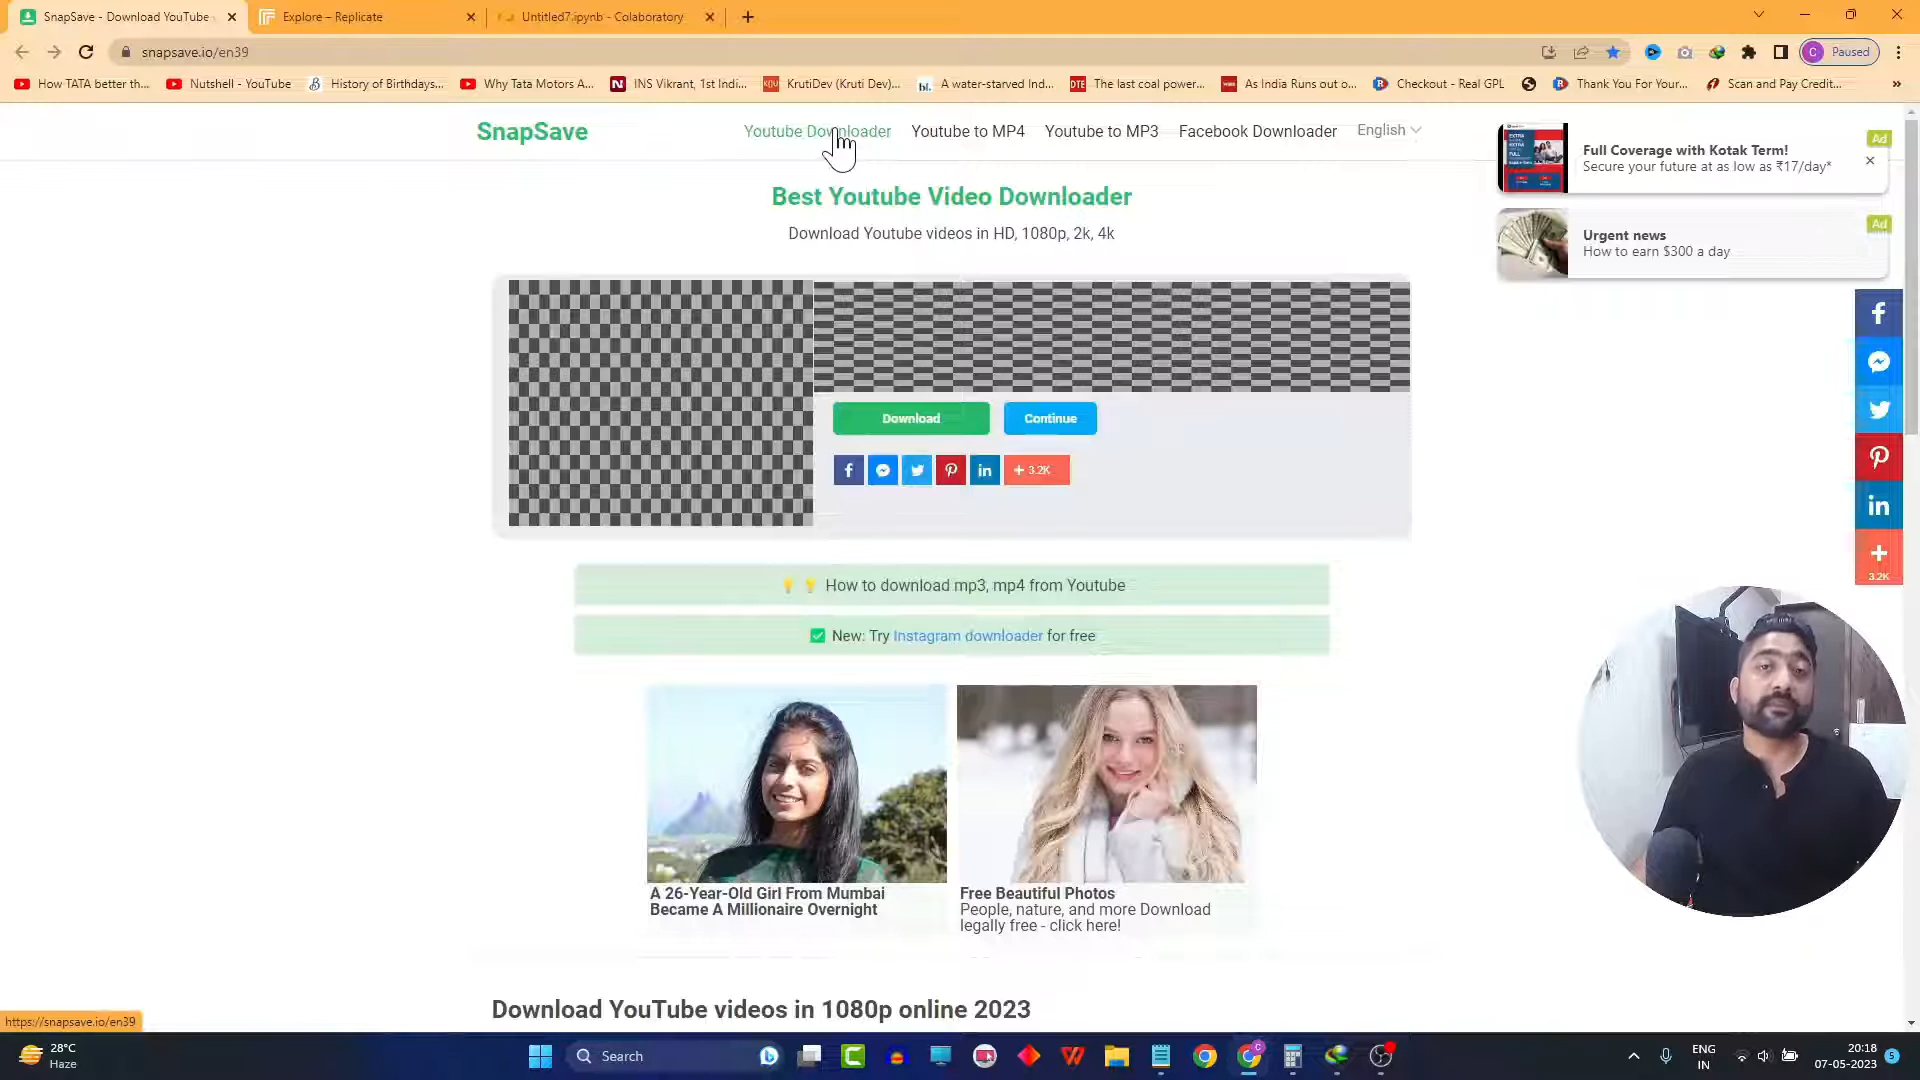 SnapSave - Download YouTube
Explore – Replicate
Untitled7.ipynb - Colaboratory
snapsave.io/en39
C Paused
How TATA better th...
Nutshell - YouTube
History of Birthdays...
Why Tata Motors A...
INS Vikrant, 1st Indi...
KrutiDev (Kruti Dev)...
A water-starved Ind...
DTE The last coal power...
As India Runs out o...
Checkout - Real GPL
Thank You For Your...
Scan and Pay Credit...
SnapSave
Youtube Downloader
Youtube to MP4
Youtube to MP3
Facebook Downloader
English
Ad
Full Coverage with Kotak Term!
Secure your future at as low as ₹17/day*
Ad
Urgent news
How to earn $300 a day
Best Youtube Video Downloader
Download Youtube videos in HD, 1080p, 2k, 4k
Download
Continue
3.2K
3.2K
How to download mp3, mp4 from Youtube
New: Try Instagram downloader for free
A 26-Year-Old Girl From Mumbai
Became A Millionaire Overnight
Free Beautiful Photos
People, nature, and more Download
legally free - click here!
Download YouTube videos in 1080p online 2023
https://snapsave.io/en39
28°C
Haze
Search
ENG
IN
20:18
07-05-2023
5